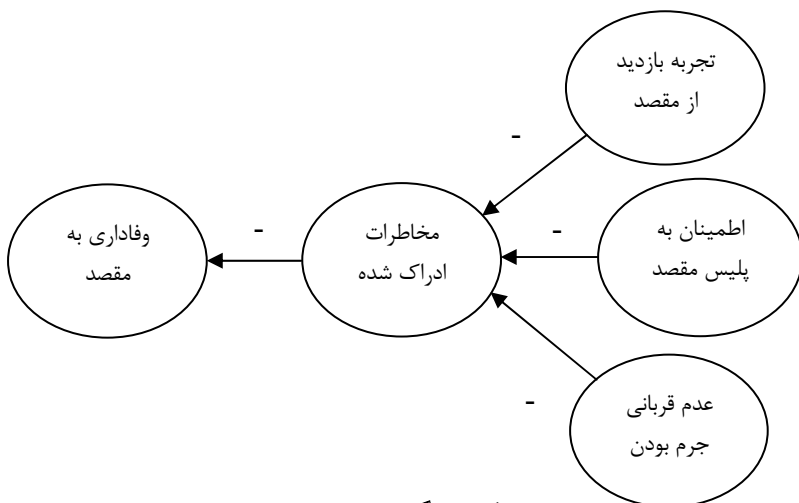 تجربه بازدید
از مقصد
-
اطمینان به
پلیس مقصد
-
مخاطرات
ادراک شده
-
وفاداری به
مقصد
عدم قربانی
جرم بودن
-